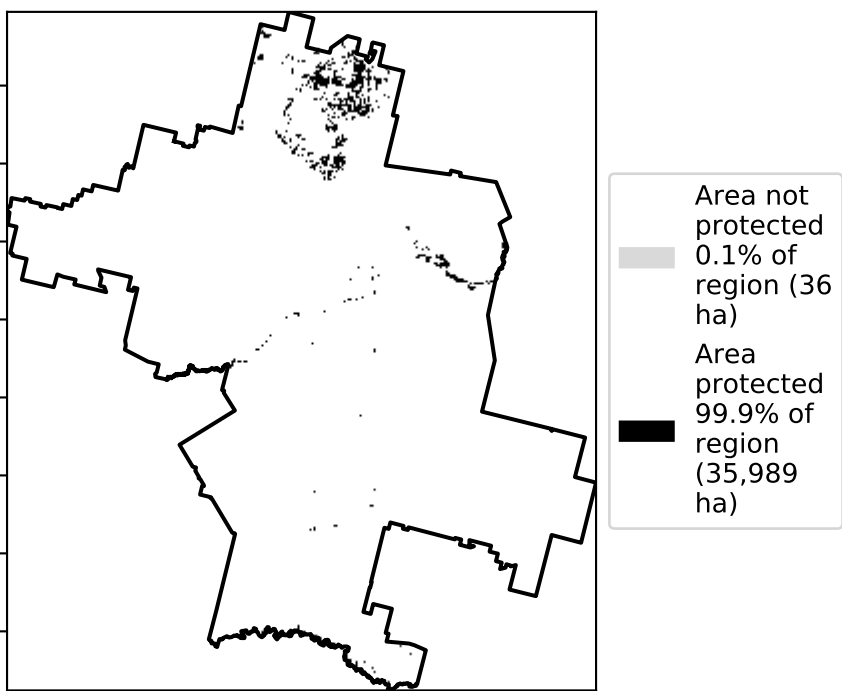 Area not
protected
0.1% of
region (36
ha)
Area
protected
99.9% of
region
(35,989
ha)